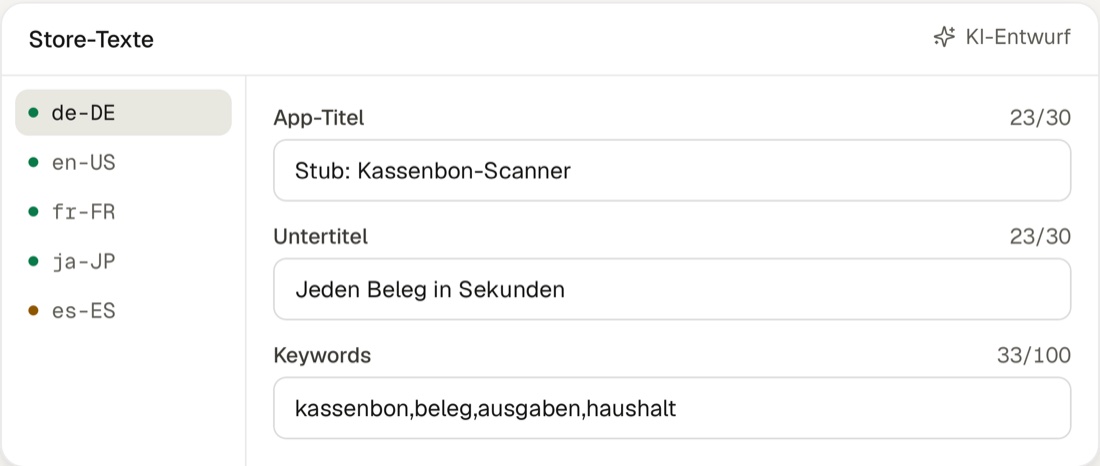 Store-Texte
KI-Entwurf
de-DE
en-US
fr-FR
ja-JP
es-ES
App-Titel 23/30
Stub: Kassenbon-Scanner
Untertitel 23/30
Jeden Beleg in Sekunden
Keywords 33/100
kassenbon,beleg,ausgaben,haushalt